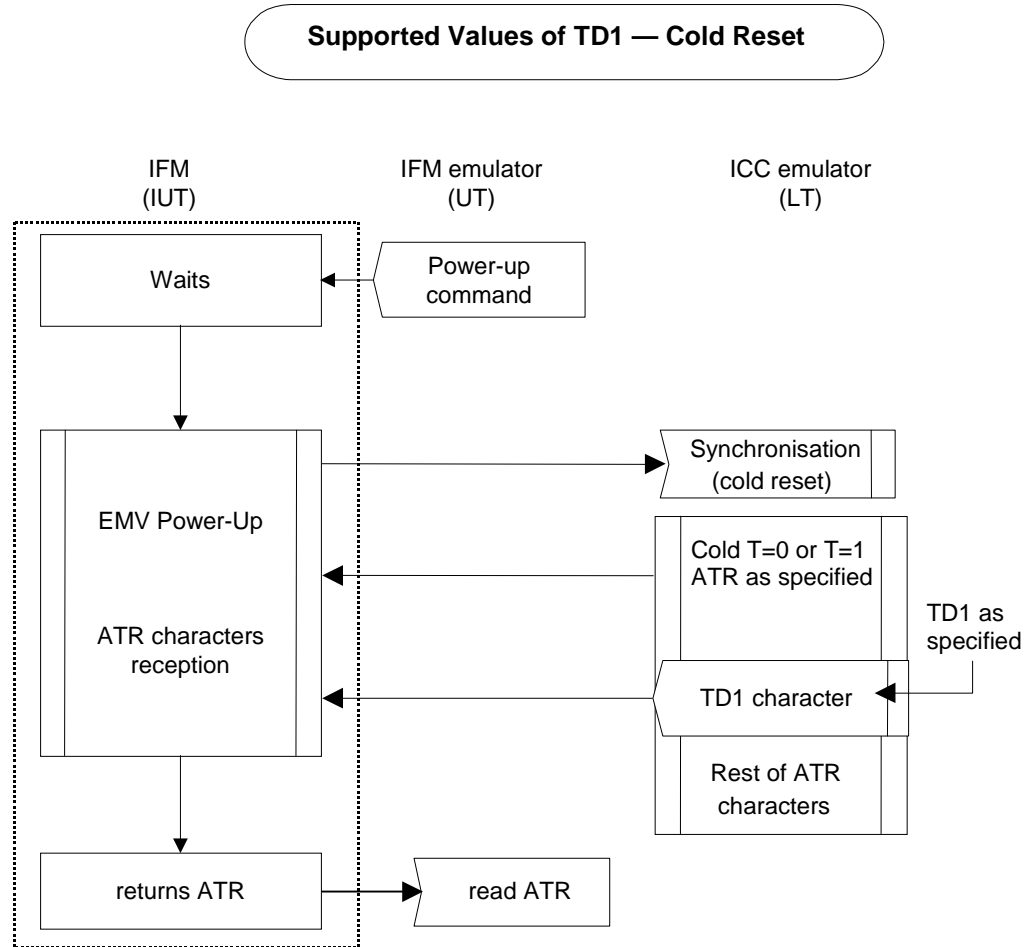 Supported Values of TD1 — Cold Reset
IFM
(IUT)
IFM emulator
(UT)
ICC emulator
(LT)
Waits
Power-up
command
Synchronisation
(cold reset)
EMV Power-Up
Cold T=0 or T=1
ATR as specified
ATR characters
reception
TD1 as
specified
TD1 character
Rest of ATR
characters
returns ATR
read ATR